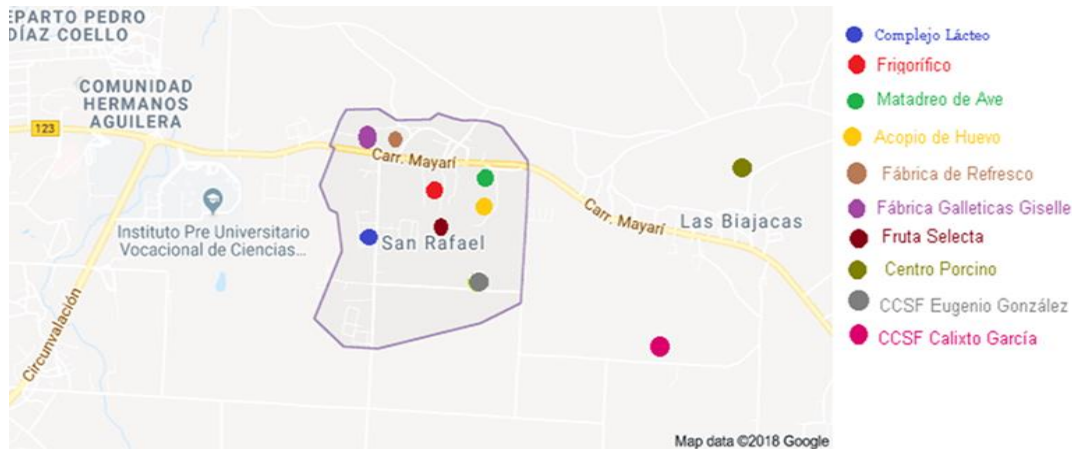 EPARTO PEDRO
DÍAZ COELLO
COMUNIDAD
HERMANOS
AGUILERA
123
Carr. Mayarí
Carr. Mayarí
Las Biajacas
Instituto Pre Universitario
Vocacional de Ciencias...
San Rafael
Circunvalación
Map data ©2018 Google
Complejo Lácteo
Frigorífico
Matadreo de Ave
Acopio de Huevo
Fábrica de Refresco
Fábrica Galleticas Giselle
Fruta Selecta
Centro Porcino
CCSF Eugenio González
CCSF Calixto García